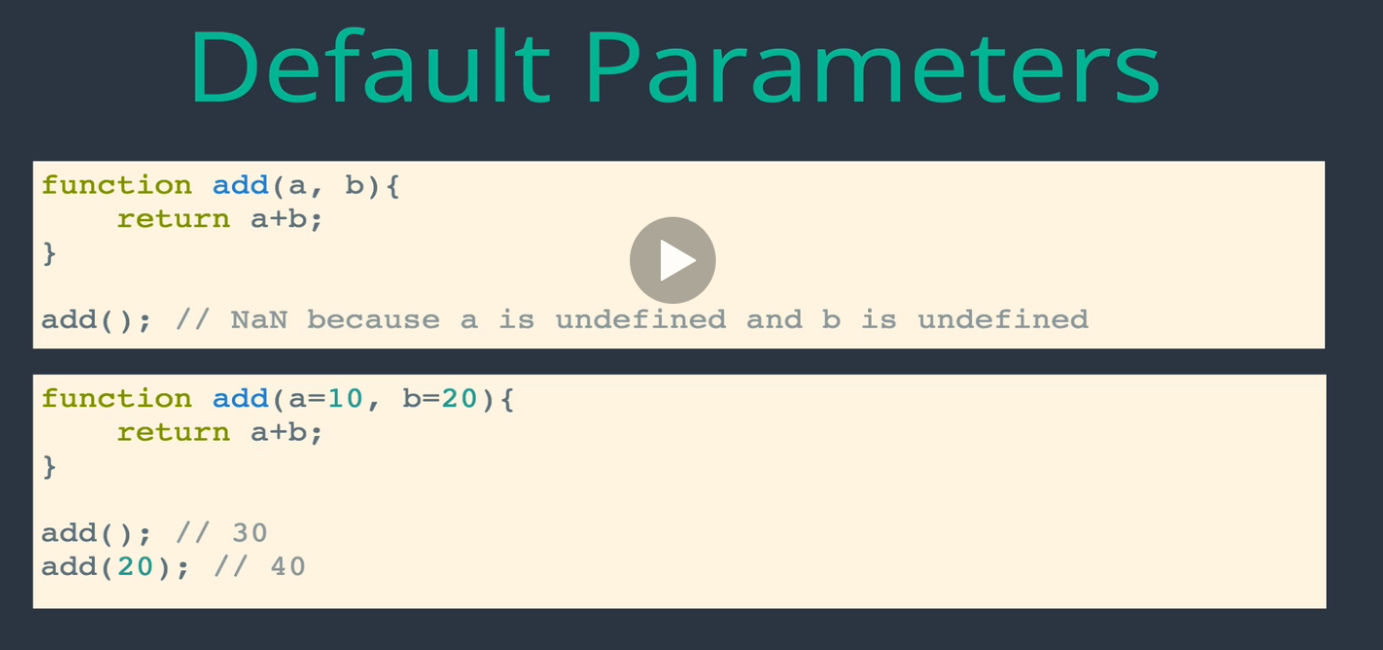 Default Parameters
function add(a, b){
    return a+b;
}
add(); // NaN because a is undefined and b is undefined
function add(a=10, b=20){
    return a+b;
}
add(); // 30
add(20); // 40